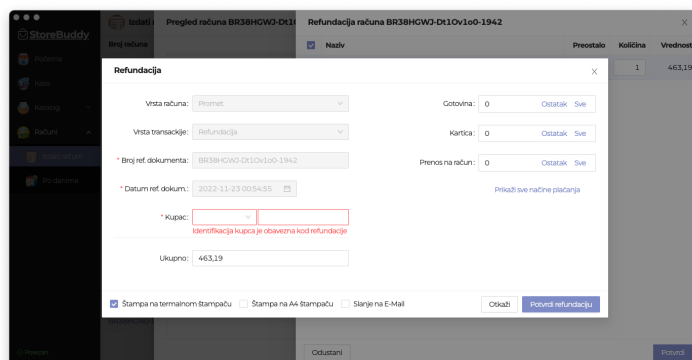 StoreBuddy
Početna
Kasa
Katalog
Računi
Izdati računi
Po danima
Izdati
Broj računa
Pregled računa BR38HGWJ-Dt1
Refundacija računa BR38HGWJ-Dt1Ov1o0-1942
Naziv
Preostalo
Količina
Vrednost
1
463,19
Refundacija
Vrsta računa: Promet
Vrsta transackije: Refundacija
* Broj ref. dokumenta: BR38HGWJ-Dt1Ov1o0-1942
* Datum ref. dokum.: 2022-11-23 00:54:55
* Kupac:
Identifikacija kupca je obavezna kod refundacije
Ukupno: 463,19
Gotovina: 0 Ostatak Sve
Kartica: 0 Ostatak Sve
Prenos na račun: 0 Ostatak Sve
Prikaži sve načine plaćanja
Štampa na termalnom štampaču
Štampa na A4 štampaču
Slanje na E-Mail
Otkaži
Potvrdi refundaciju
Odustani
Potvrdi